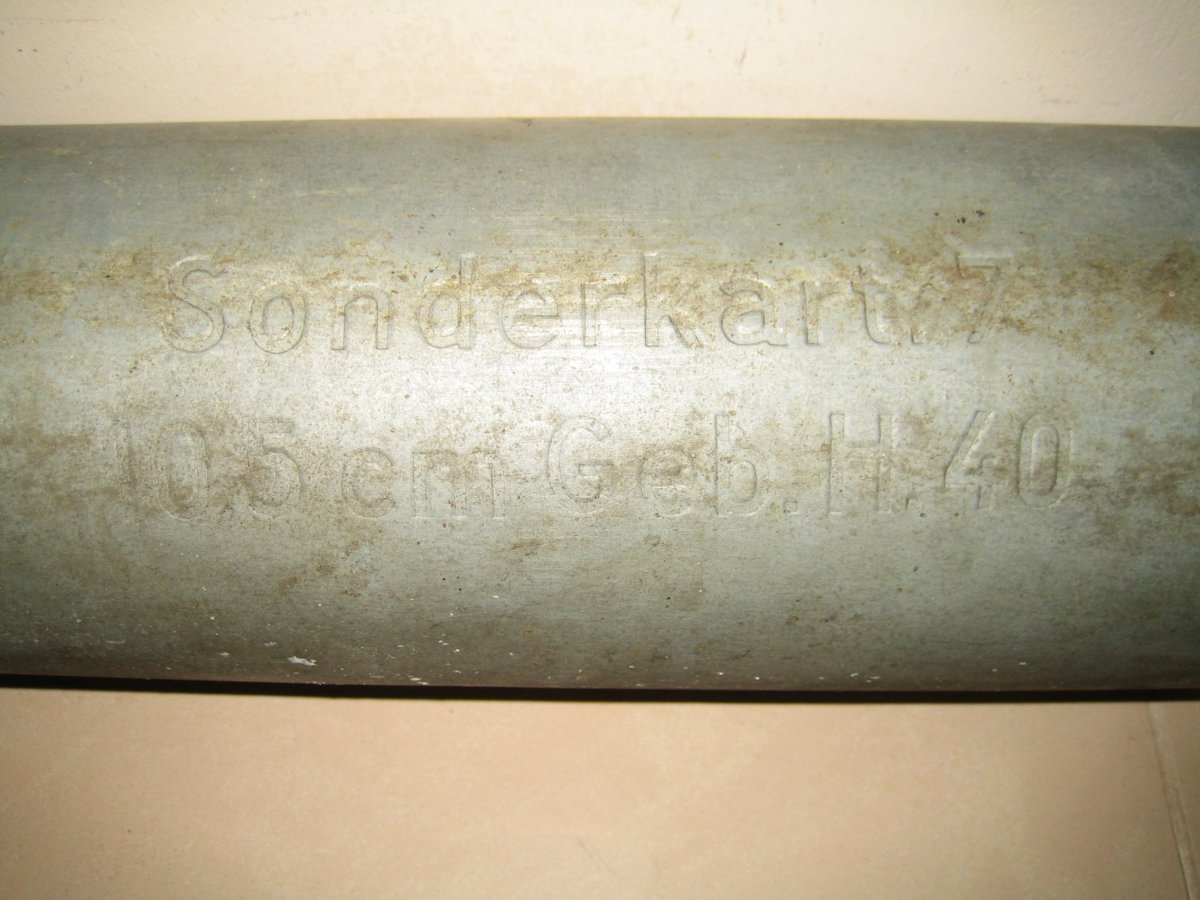 Sonderkart. 7
10,5 cm Geb. H. 40